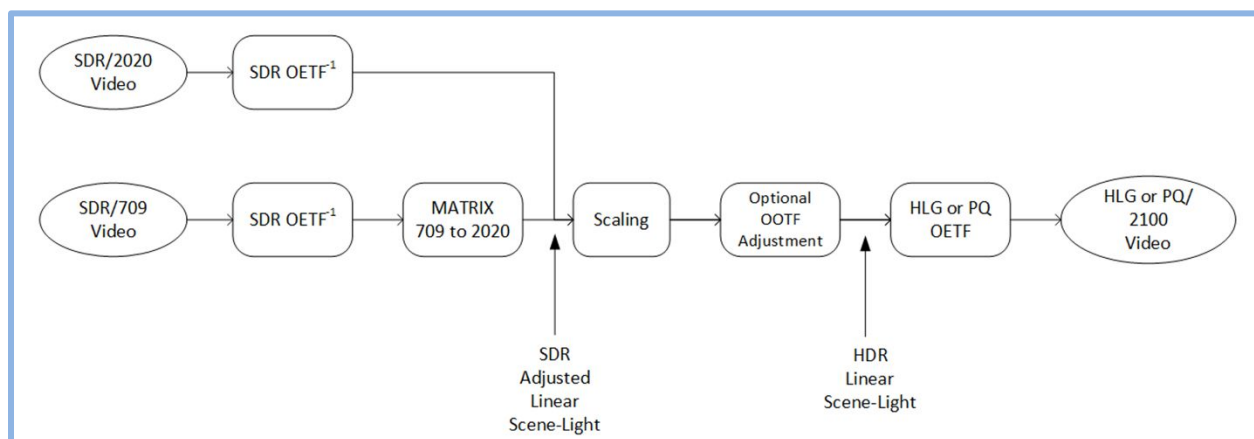 SDR/2020
Video
SDR OETF⁻¹
SDR/709
Video
SDR OETF⁻¹
MATRIX
709 to 2020
Scaling
Optional
OOTF
Adjustment
HLG or PQ
OETF
HLG or PQ/
2100
Video
SDR
Adjusted
Linear
Scene-Light
HDR
Linear
Scene-Light